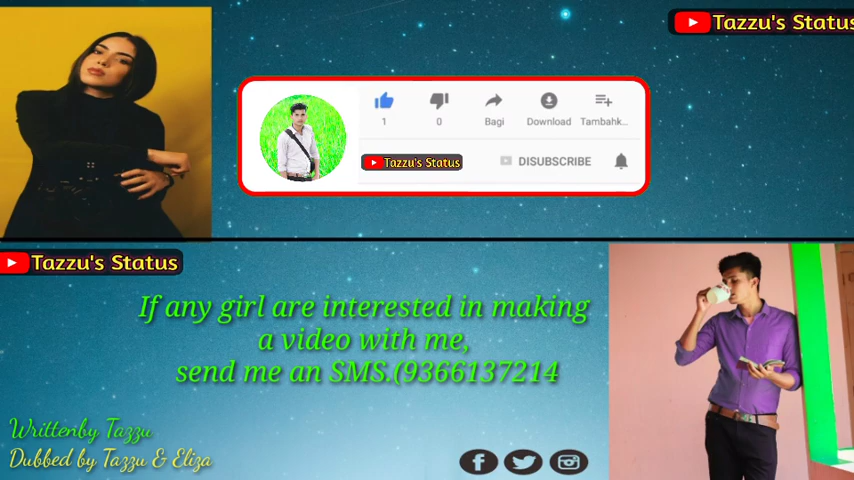 Tazzu's Status
1
0
Bagi
Download
Tambahk...
Tazzu's Status
DISUBSCRIBE
Tazzu's Status
If any girl are interested in making
a video with me,
send me an SMS.(9366137214
Writtenby Tazzu
Dubbed by Tazzu & Eliza